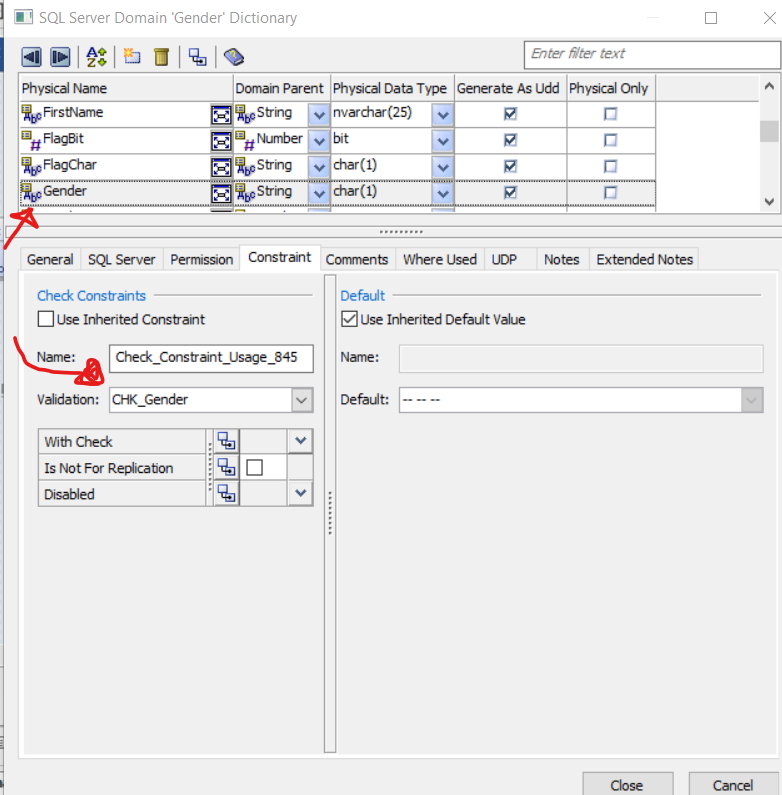 SQL Server Domain 'Gender' Dictionary
Enter filter text
Physical Name Domain Parent Physical Data Type Generate As Udd Physical Only
FirstName String nvarchar(25)
FlagBit Number bit
FlagChar String char(1)
Gender String char(1)
General SQL Server Permission Constraint Comments Where Used UDP Notes Extended Notes
Check Constraints Default
Use Inherited Constraint Use Inherited Default Value
Name: Check_Constraint_Usage_845 Name:
Validation: CHK_Gender Default: -- -- --
With Check
Is Not For Replication
Disabled
Close Cancel